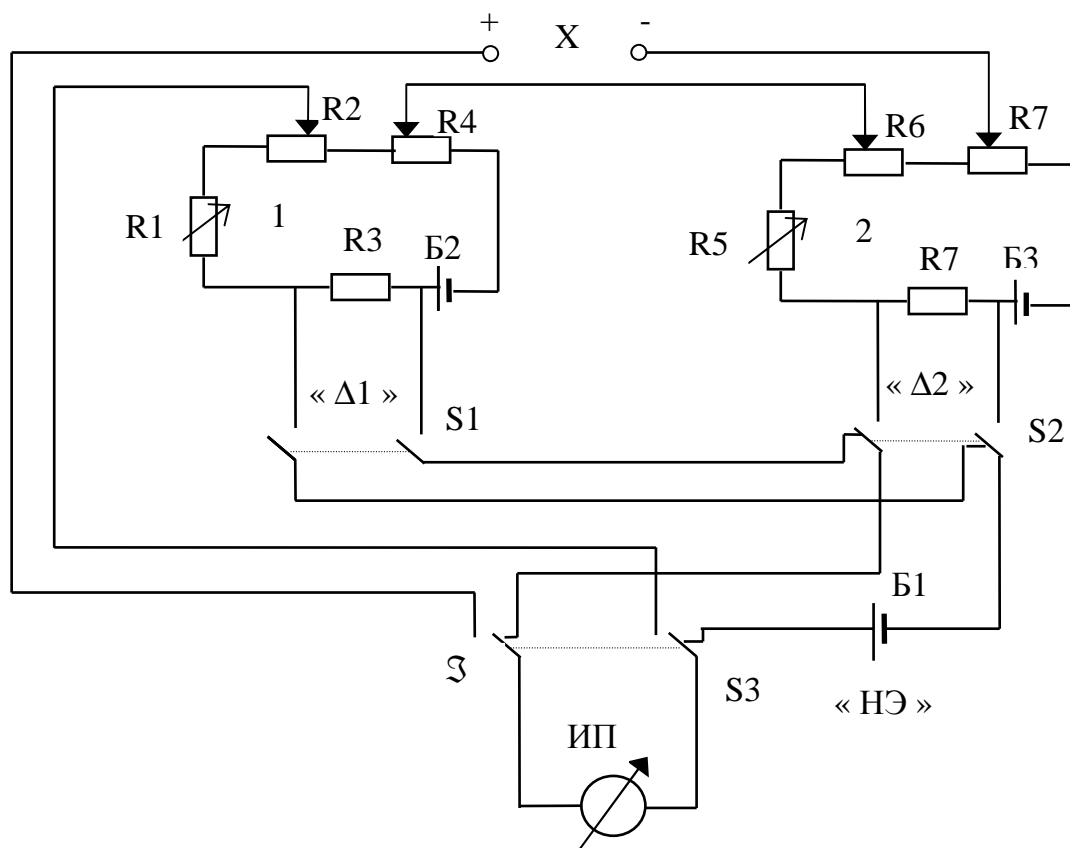 + X -
R2
R4
R6
R7
R1
1
R3
Б2
R5
2
R7
Б3
« Δ1 »
S1
« Δ2 »
S2
Б1
ℑ
S3
« НЭ »
ИП